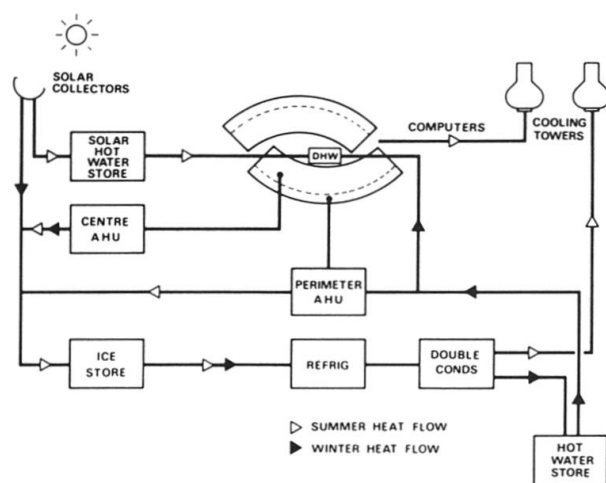 SOLAR
COLLECTORS
SOLAR
HOT
WATER
STORE
DHW
COMPUTERS
COOLING
TOWERS
CENTRE
AHU
PERIMETER
AHU
ICE
STORE
REFRIG
DOUBLE
CONDS
SUMMER HEAT FLOW
WINTER HEAT FLOW
HOT
WATER
STORE